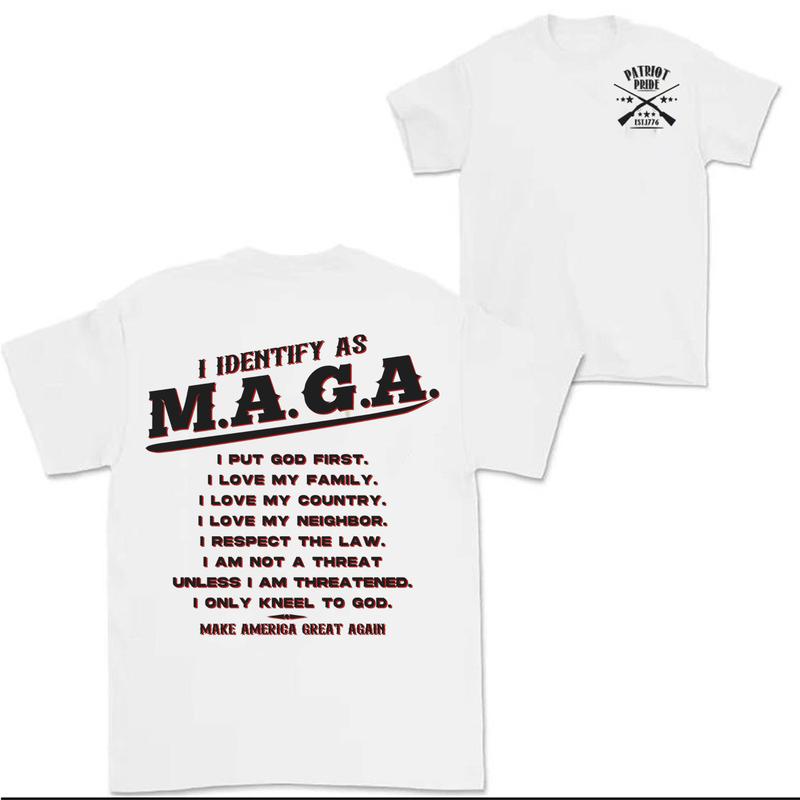 PATRIOT
PRIDE
EST.1776
I IDENTIFY AS
M.A.G.A.
I PUT GOD FIRST.
I LOVE MY FAMILY.
I LOVE MY COUNTRY.
I LOVE MY NEIGHBOR.
I RESPECT THE LAW.
I AM NOT A THREAT
UNLESS I AM THREATENED.
I ONLY KNEEL TO GOD.
MAKE AMERICA GREAT AGAIN